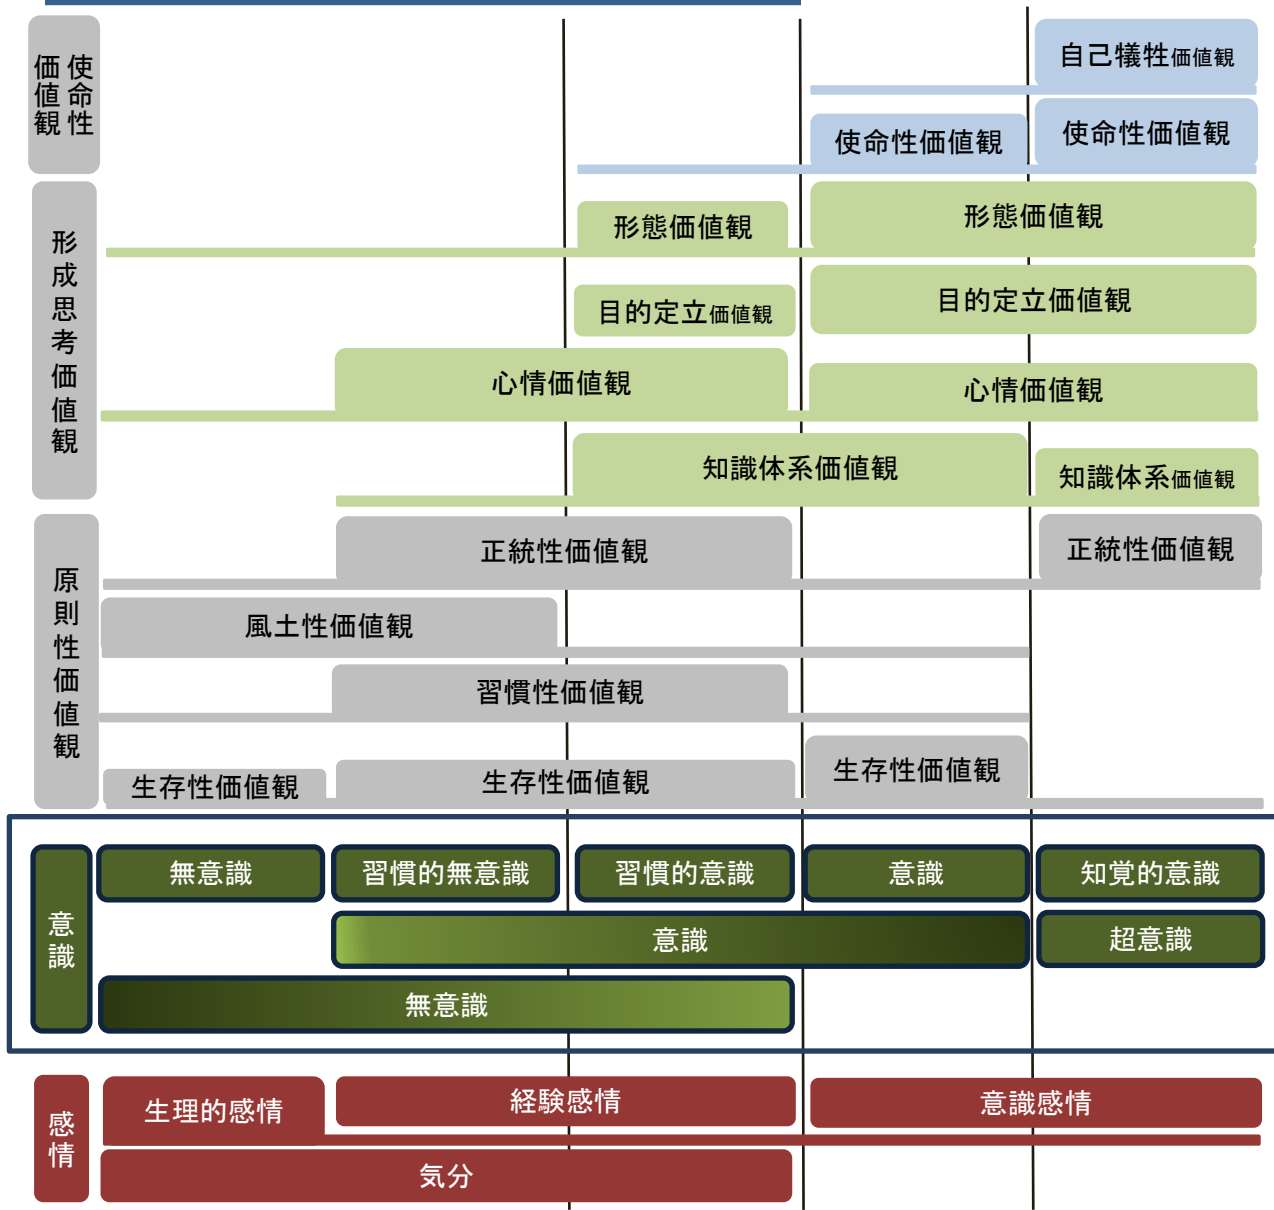 使命性
価値観
自己犠牲価値観
使命性価値観
使命性価値観
形成思考価値観
形態価値観
形態価値観
目的定立価値観
目的定立価値観
心情価値観
心情価値観
知識体系価値観
知識体系価値観
原則性価値観
正統性価値観
正統性価値観
風土性価値観
習慣性価値観
生存性価値観
生存性価値観
生存性価値観
意識
無意識
習慣的無意識
習慣的意識
意識
知覚的意識
意識
超意識
無意識
感情
生理的感情
経験感情
意識感情
気分